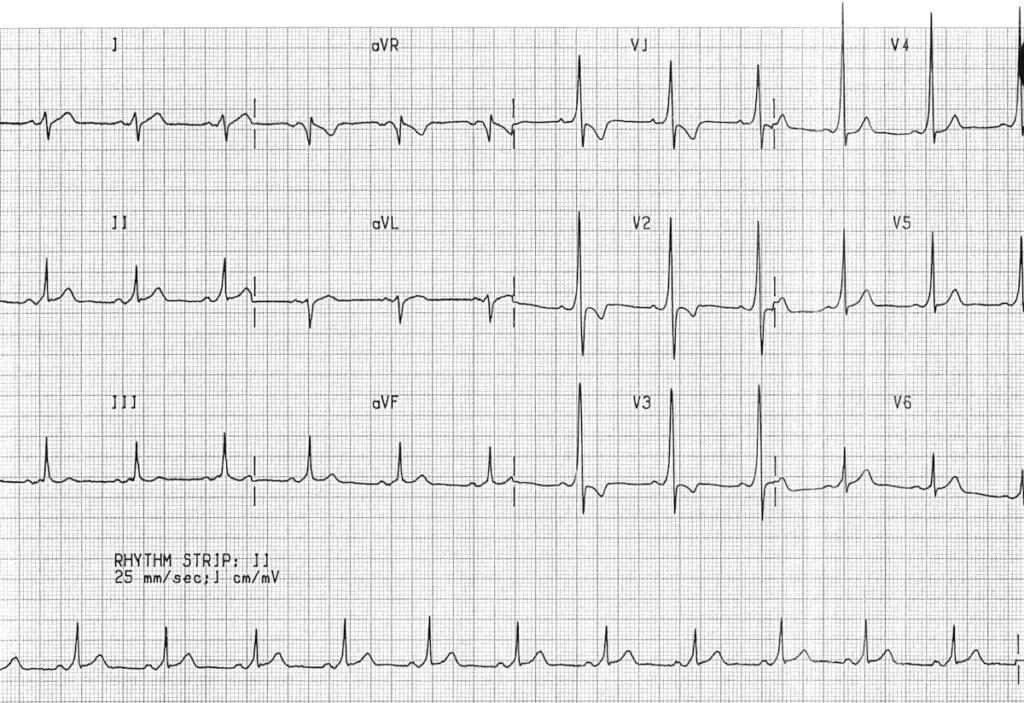 I aVR V1 V4
II aVL V2 V5
III aVF V3 V6
RHYTHM STRIP: II
25 mm/sec;1 cm/mV